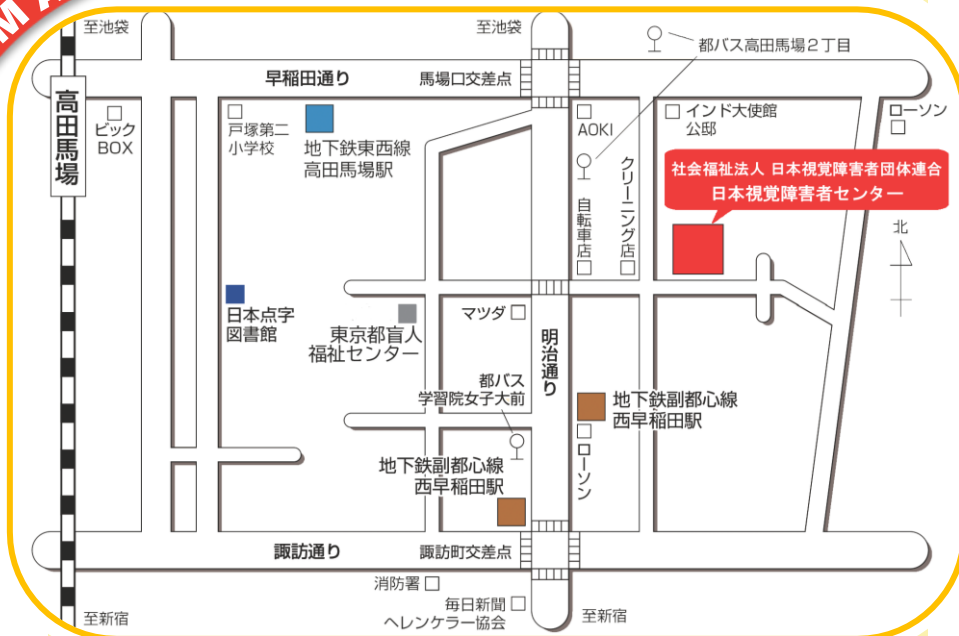 MA
至池袋
至池袋
都バス高田馬場2丁目
早稲田通り
馬場口交差点
高田馬場
ビック
BOX
戸塚第二
小学校
地下鉄東西線
高田馬場駅
AOKI
インド大使館
公邸
ローソン
社会福祉法人 日本視覚障害者団体連合
日本視覚障害者センター
自転車店
クリーニング店
北
日本点字
図書館
東京都盲人
福祉センター
マツダ
明治通り
都バス
学習院女子大前
地下鉄副都心線
西早稲田駅
ローソン
地下鉄副都心線
西早稲田駅
諏訪通り
諏訪町交差点
消防署
毎日新聞
ヘレンケラー協会
至新宿
至新宿